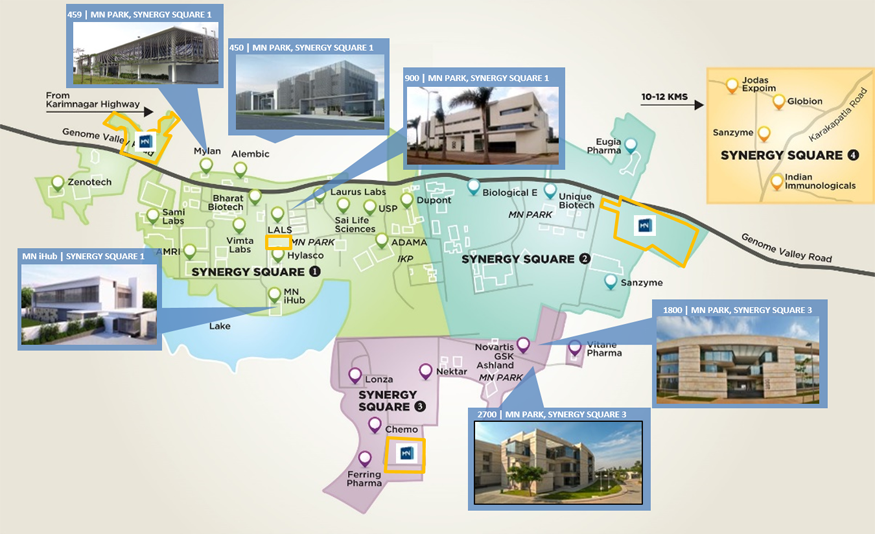 459 | MN PARK, SYNERGY SQUARE 1
450 | MN PARK, SYNERGY SQUARE 1
900 | MN PARK, SYNERGY SQUARE 1
From
Karimnagar Highway
Genome Valley Road
10-12 KMS
Jodas
Expoim
Globion
Karakapatla Road
Sanzyme
SYNERGY SQUARE 4
Indian
Immunologicals
Mylan
Alembic
Eugia
Pharma
Zenotech
Bharat
Biotech
Laurus Labs
Biological E
Unique
Biotech
MN PARK
Sami
Labs
LALS
Sai Life
Sciences
USP
Dupont
Vimta
Labs
MN PARK
ADAMA
AMRI
Hylasco
IKP
SYNERGY SQUARE 1
SYNERGY SQUARE 2
Genome Valley Road
MN iHub | SYNERGY SQUARE 1
MN
iHub
Sanzyme
Lake
1800 | MN PARK, SYNERGY SQUARE 3
Novartis
GSK
Ashland
MN PARK
Vitane
Pharma
Nektar
Lonza
SYNERGY
SQUARE 3
2700 | MN PARK, SYNERGY SQUARE 3
Chemo
Ferring
Pharma